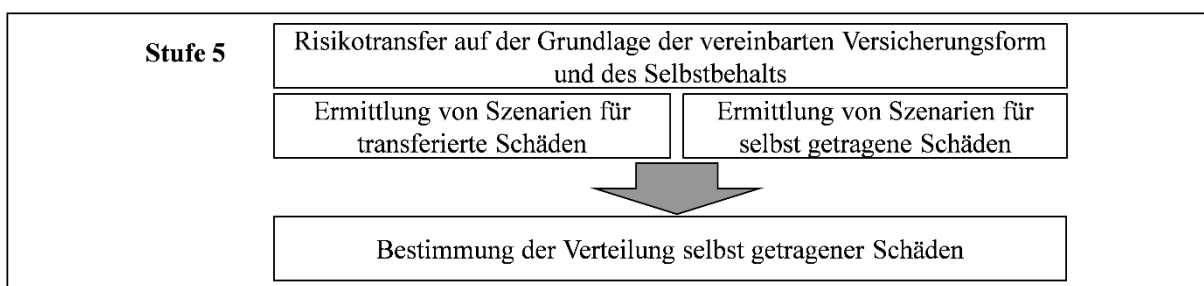 Stufe 5
Risikotransfer auf der Grundlage der vereinbarten Versicherungsform
und des Selbstbehalts
Ermittlung von Szenarien für
transferierte Schäden
Ermittlung von Szenarien für
selbst getragene Schäden
Bestimmung der Verteilung selbst getragener Schäden